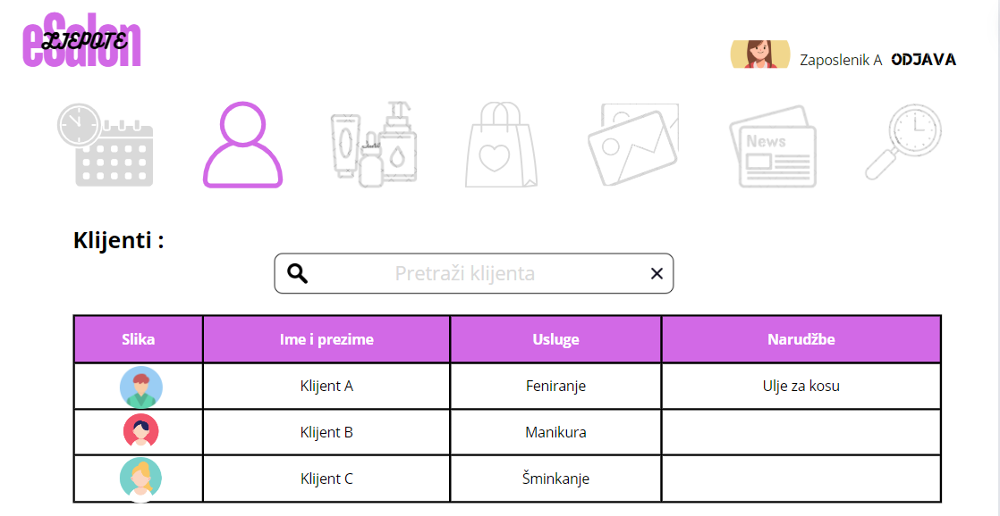 eSalon
LJEPOTE
Zaposlenik A ODJAVA
News
Klijenti :
Pretraži klijenta
Slika Ime i prezime Usluge Narudžbe
Klijent A Feniranje Ulje za kosu
Klijent B Manikura
Klijent C Šminkanje